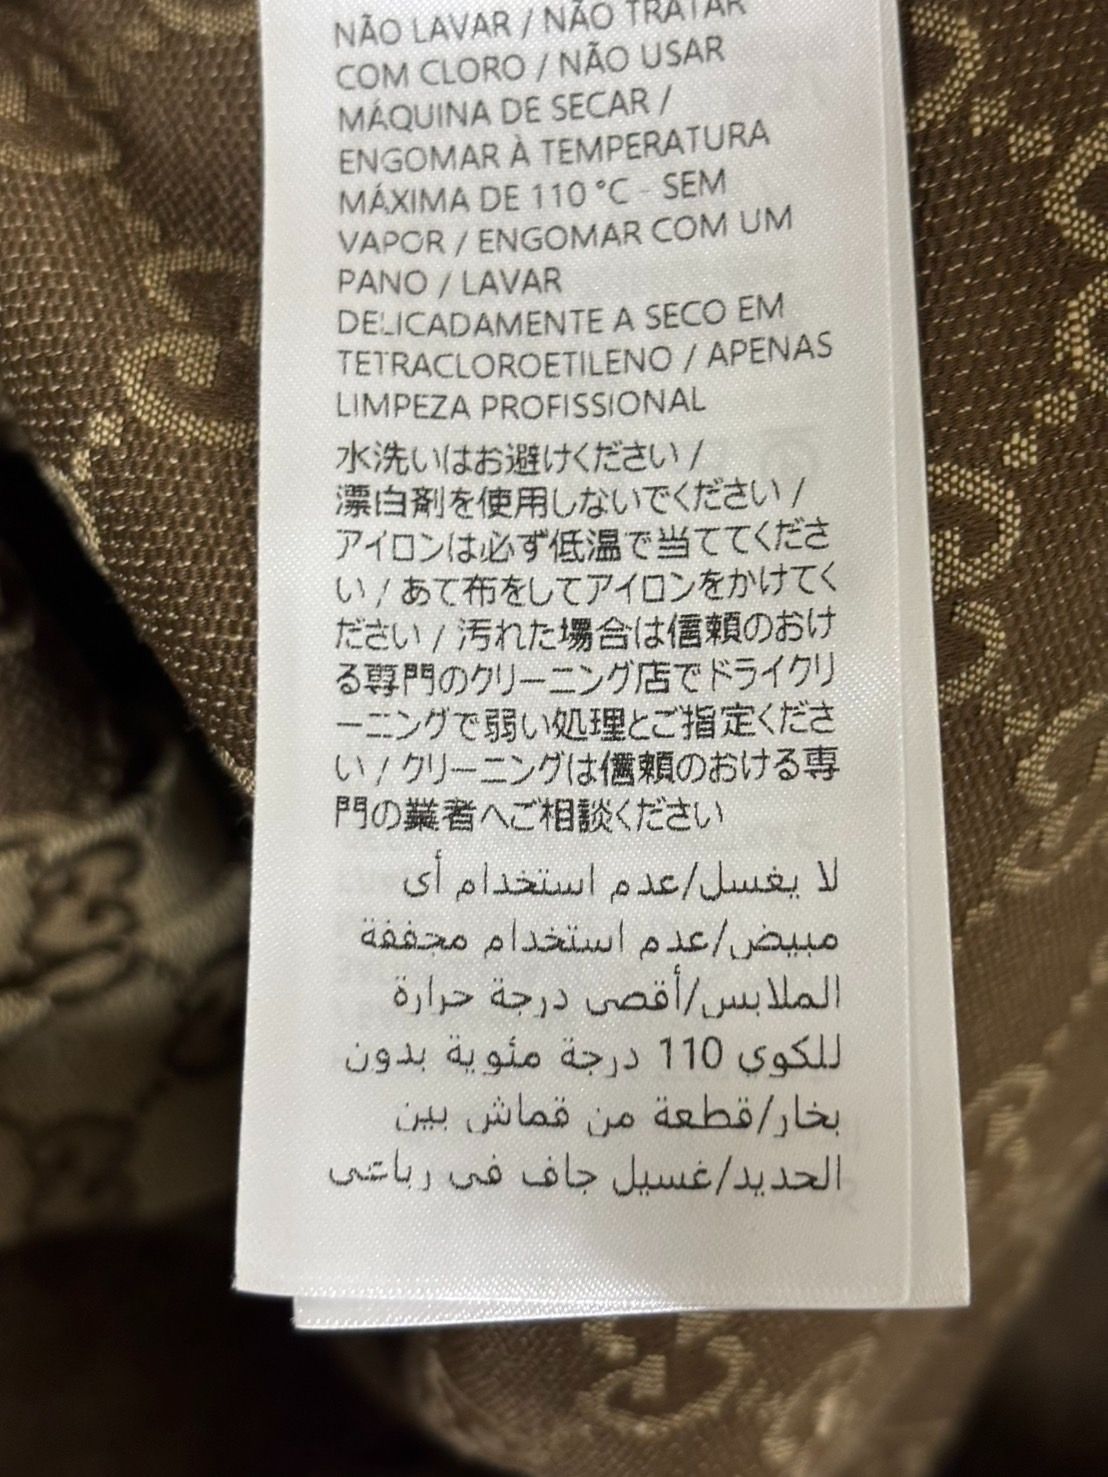 NÃO LAVAR / NÃO TRATAR
COM CLORO / NÃO USAR
MÁQUINA DE SECAR /
ENGOMAR À TEMPERATURA
MÁXIMA DE 110 °C - SEM
VAPOR / ENGOMAR COM UM
PANO / LAVAR
DELICADAMENTE A SECO EM
TETRACLOROETILENO / APENAS
LIMPEZA PROFISSIONAL
水洗いはお避けください /
漂白剤を使用しないでください /
アイロンは必ず低温で当ててくださ
い / あて布をしてアイロンをかけてく
ださい / 汚れた場合は信頼のおけ
る専門のクリーニング店でドライクリ
ーニングで弱い処理とご指定くださ
い / クリーニングは信頼のおける専
門の業者へご相談ください
لا يغسل/عدم استخدام أى
مبيض/عدم استخدام مجففة
الملابس/أقصى درجة حرارة
للكوي 110 درجة مئوية بدون
بخار/قطعة من قماش بين
الحديد/غسيل جاف فى رباعى